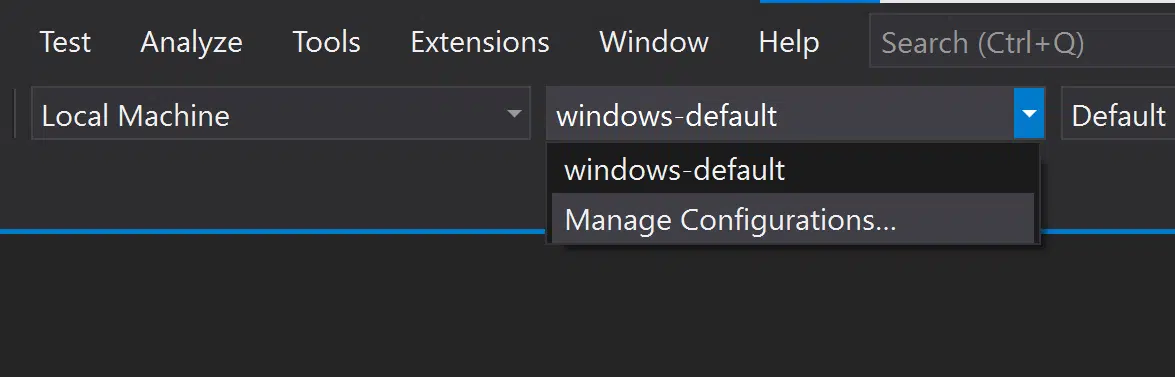 Test Analyze Tools Extensions Window Help Search (Ctrl+Q)
Local Machine windows-default Default
windows-default
Manage Configurations...